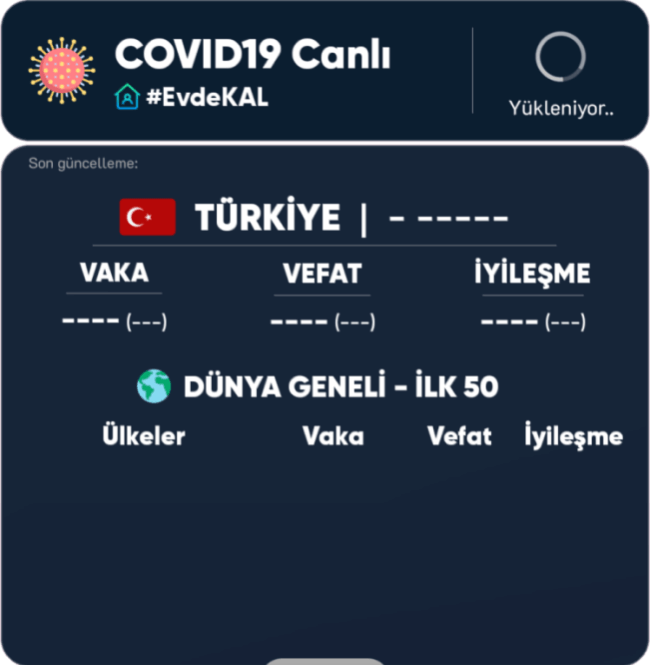 COVID19 Canlı
#EvdeKAL
Yükleniyor..
Son güncelleme:
TÜRKİYE | - -----
VAKA VEFAT İYİLEŞME
---- (---) ---- (---) ---- (---)
DÜNYA GENELİ - İLK 50
Ülkeler Vaka Vefat İyileşme